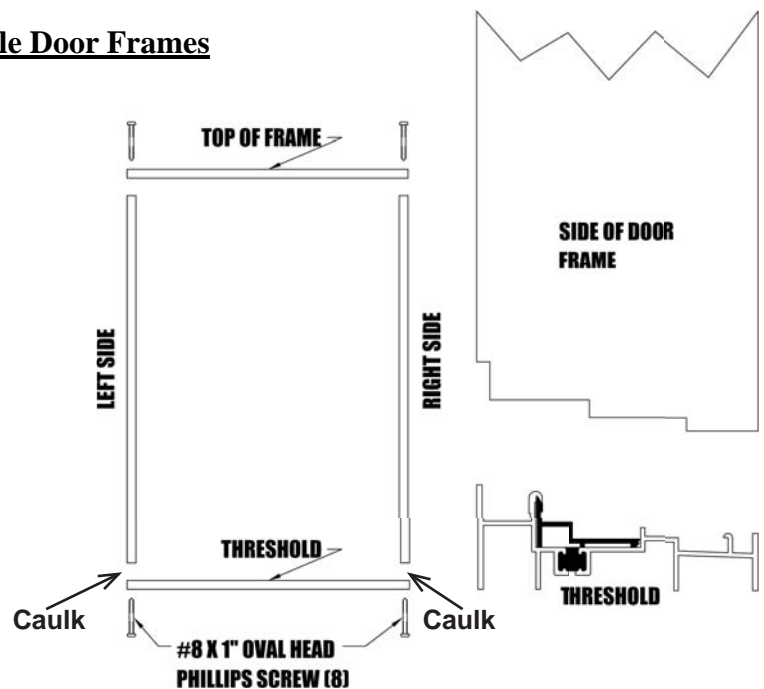 le Door Frames
TOP OF FRAME
SIDE OF DOOR
FRAME
LEFT SIDE
RIGHT SIDE
THRESHOLD
Caulk
Caulk
#8 X 1" OVAL HEAD
PHILLIPS SCREW (8)
THRESHOLD